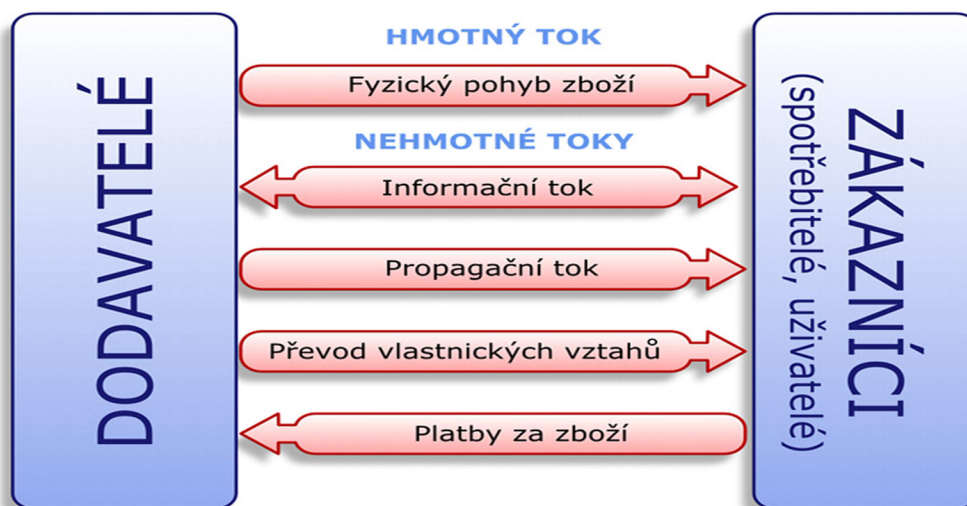 DODAVATELÉ
HMOTNÝ TOK
Fyzický pohyb zboží
NEHMOTNÉ TOKY
Informační tok
Propagační tok
Převod vlastnických vztahů
Platby za zboží
ZÁKAZNÍCI
(spotřebitelé, uživatelé)